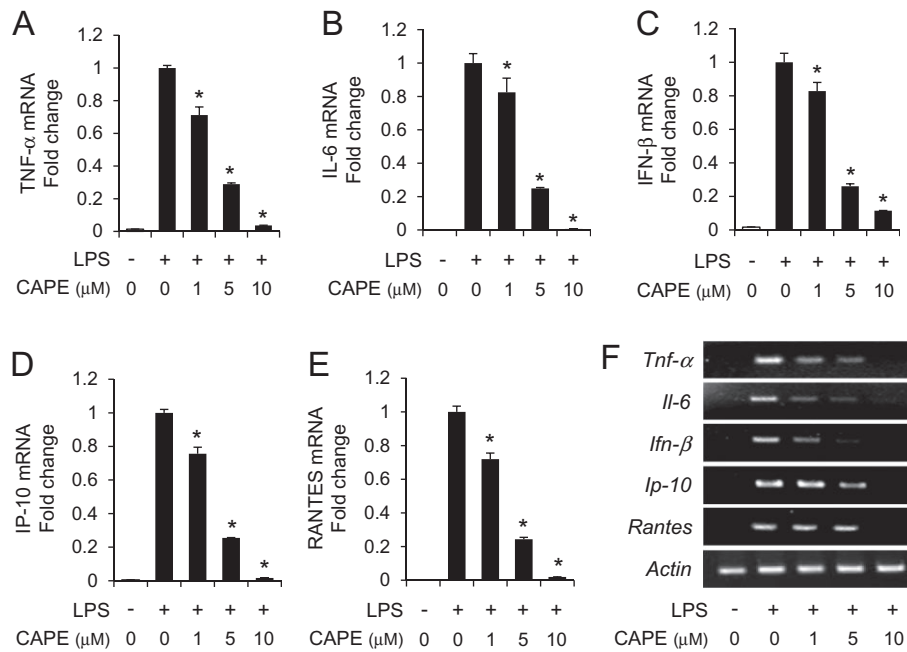 A
TNF-α mRNA
Fold change
1.2
1
0.8
0.6
0.4
0.2
0
* * *
LPS - + + + +
CAPE (μM) 0 0 1 5 10
B
IL-6 mRNA
Fold change
1.2
1
0.8
0.6
0.4
0.2
0
* * *
LPS - + + + +
CAPE (μM) 0 0 1 5 10
C
IFN-β mRNA
Fold change
1.2
1
0.8
0.6
0.4
0.2
0
* * *
LPS - + + + +
CAPE (μM) 0 0 1 5 10
D
IP-10 mRNA
Fold change
1.2
1
0.8
0.6
0.4
0.2
0
* * *
LPS - + + + +
CAPE (μM) 0 0 1 5 10
E
RANTES mRNA
Fold change
1.2
1
0.8
0.6
0.4
0.2
0
* * *
LPS - + + + +
CAPE (μM) 0 0 1 5 10
F
Tnf-α
Il-6
Ifn-β
Ip-10
Rantes
Actin
LPS - + + + +
CAPE (μM) 0 0 1 5 10